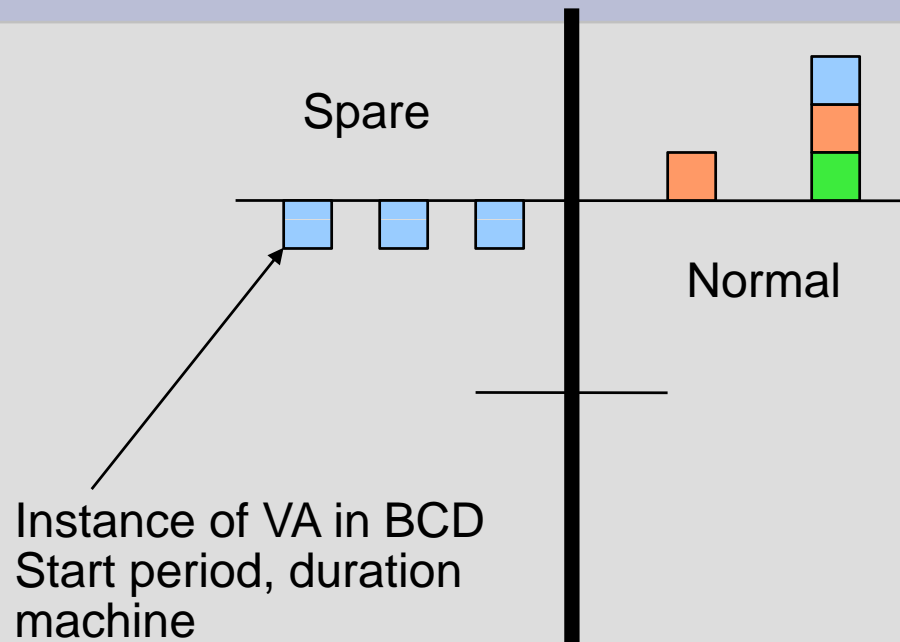 Spare
Normal
Instance of VA in BCD
Start period, duration
machine